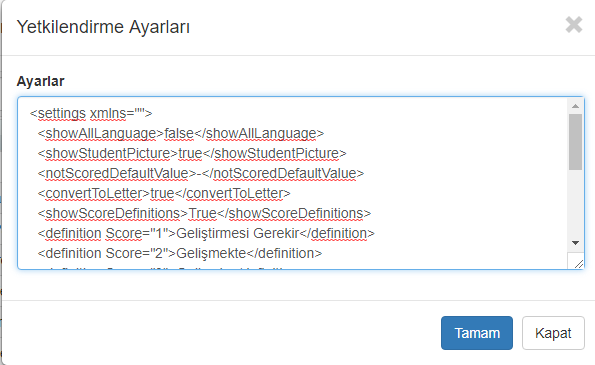 Yetkilendirme Ayarları
Ayarlar
<settings xmlns="">
<showAllLanguage>false</showAllLanguage>
<showStudentPicture>true</showStudentPicture>
<notScoredDefaultValue>-</notScoredDefaultValue>
<convertToLetter>true</convertToLetter>
<showScoreDefinitions>True</showScoreDefinitions>
<definition Score="1">Geliştirmesi Gerekir</definition>
<definition Score="2">Gelişmekte</definition>
Tamam
Kapat